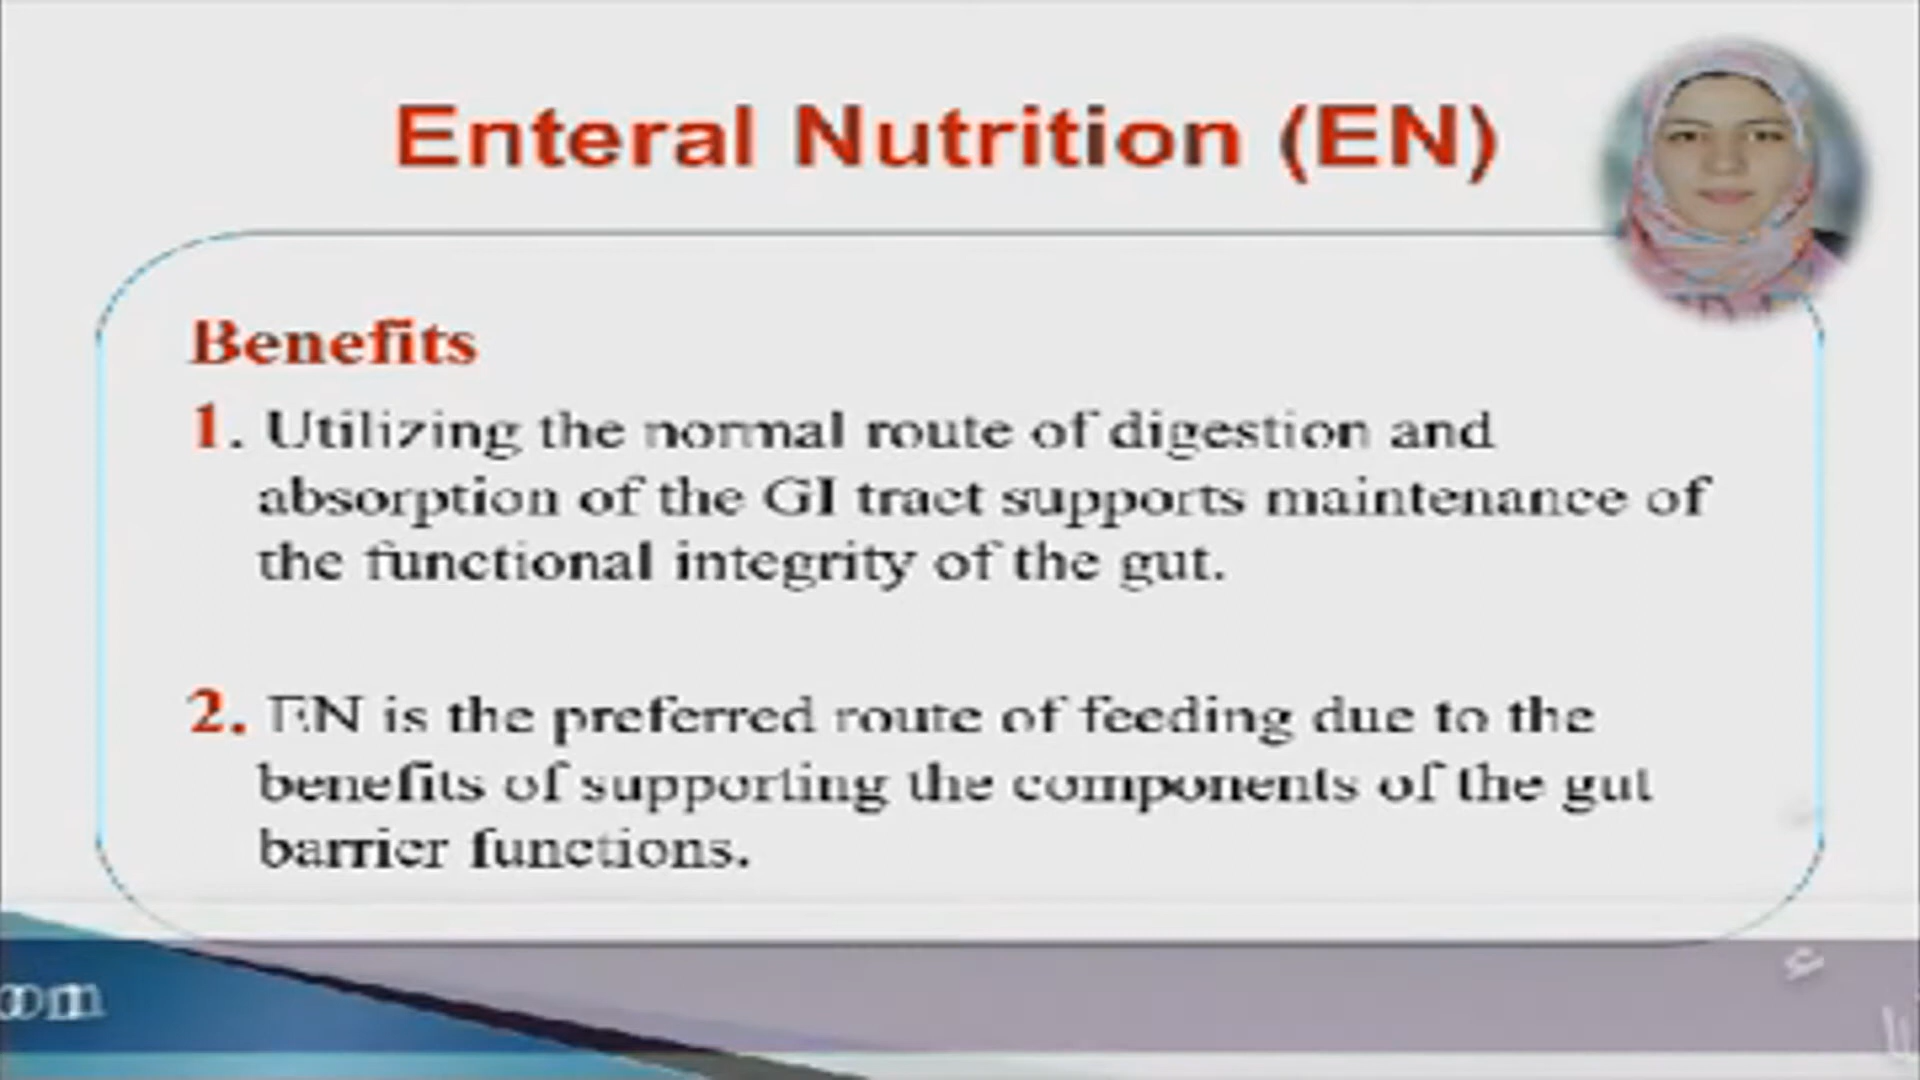 Enteral Nutrition (EN)
Benefits
1. Utilizing the normal route of digestion and
absorption of the GI tract supports maintenance of
the functional integrity of the gut.
2. EN is the preferred route of feeding due to the
benefits of supporting the components of the gut
barrier functions.
om